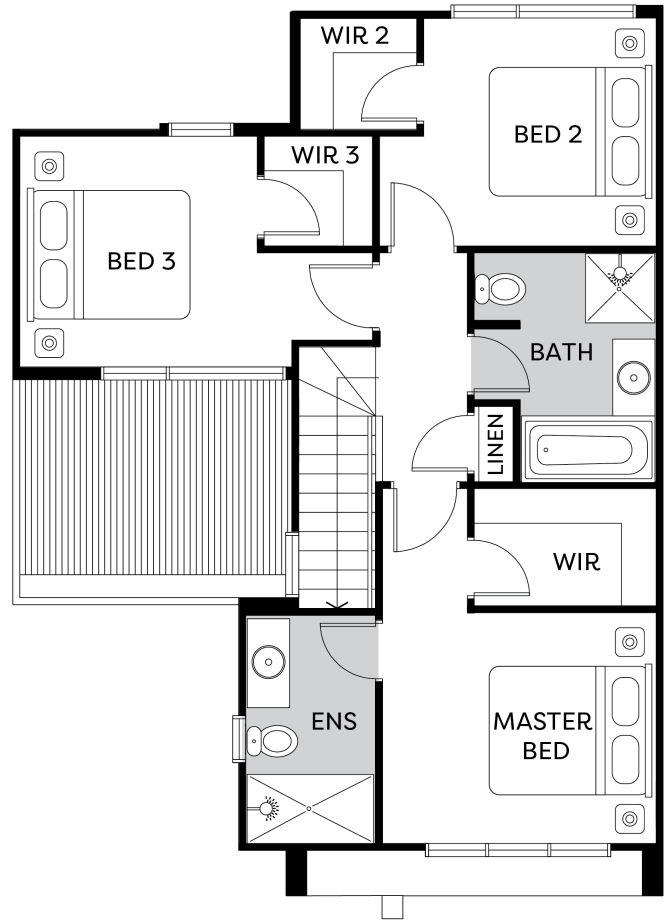 WIR 2
BED 2
WIR 3
BED 3
BATH
LINEN
WIR
ENS
MASTER
BED